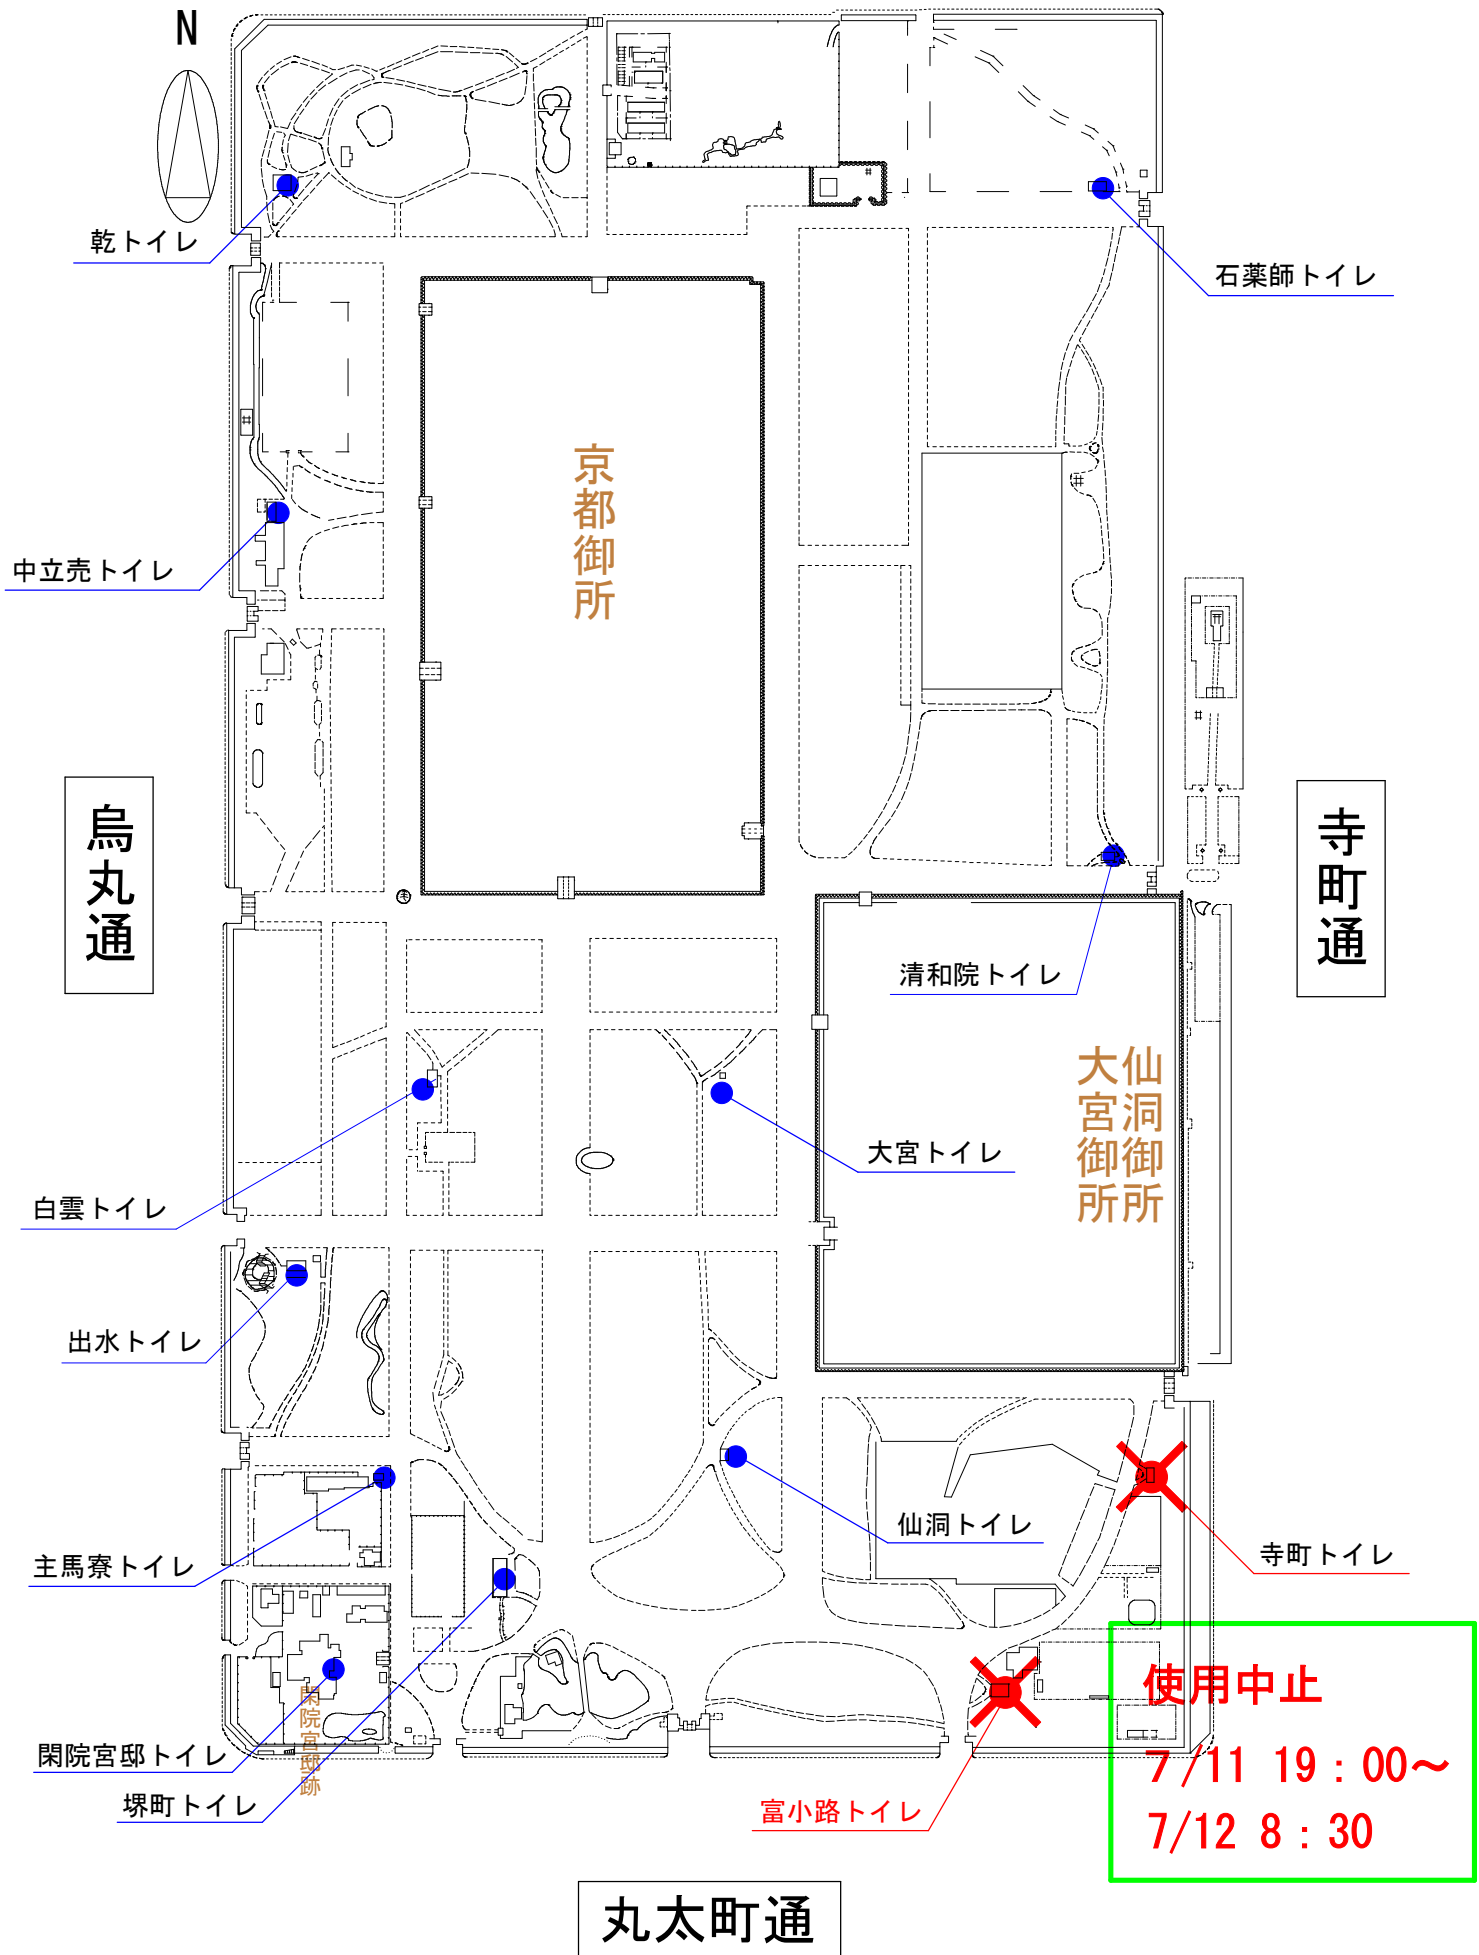 N
乾トイレ
石薬師トイレ
京都御所
中立売トイレ
烏丸通
寺町通
清和院トイレ
仙洞御所
大宮御所
大宮トイレ
白雲トイレ
出水トイレ
仙洞トイレ
寺町トイレ
主馬寮トイレ
使用中止
7/11 19:00～
7/12 8:30
閑院宮邸跡
閑院宮邸トイレ
堺町トイレ
富小路トイレ
丸太町通